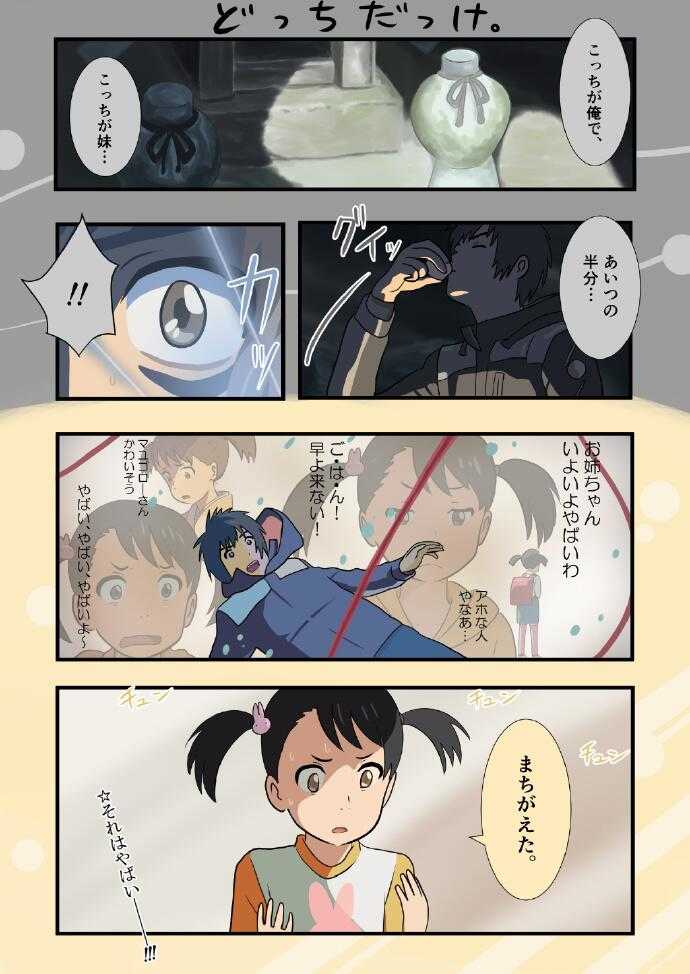 どっちだっけ。
こっちが俺で、
こっちが妹…
あいつの
半分…
グイッ
カッ
!!
お姉ちゃん
いよいよやばいわ
ご・は・ん！
早よ来ない！
マユゴローさん
かわいそう
アホな人
やなあ…
やばい、やばい、やばいよ～
チュン
チュン
チュン
まちがえた。
☆それはやばい――!!!